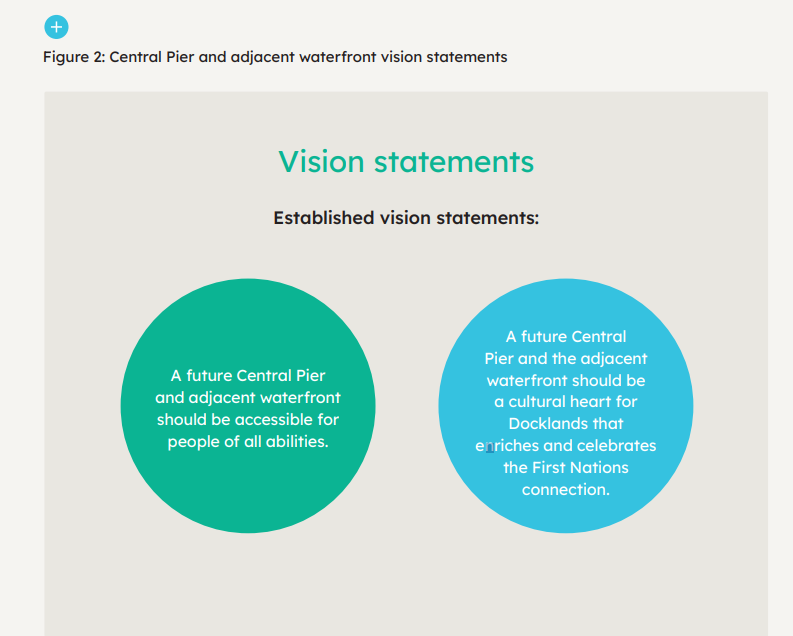 Figure 2: Central Pier and adjacent waterfront vision statements
Vision statements
Established vision statements:
A future Central Pier
and adjacent waterfront
should be accessible for
people of all abilities.
A future Central
Pier and the adjacent
waterfront should be
a cultural heart for
Docklands that
enriches and celebrates
the First Nations
connection.